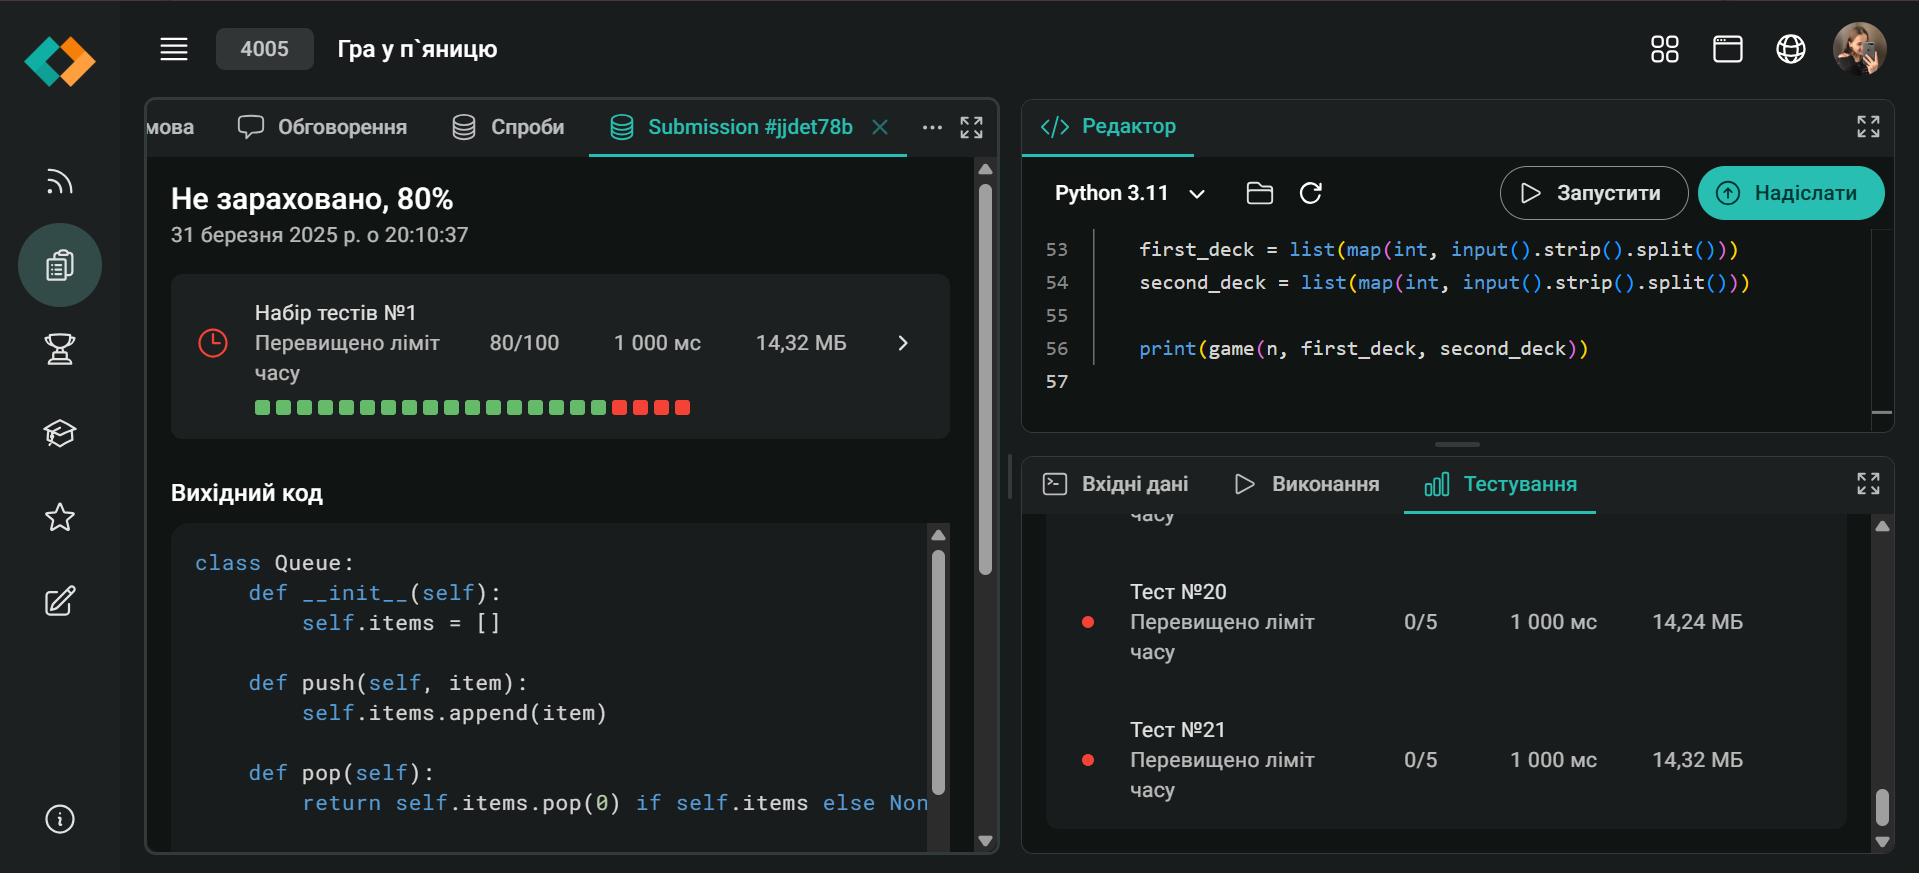 4005
Гра у п`яницю
мова
Обговорення
Спроби
Submission #jjdet78b
Не зараховано, 80%
31 березня 2025 р. о 20:10:37
Набір тестів №1
Перевищено ліміт часу
80/100
1 000 мс
14,32 МБ
Вихідний код
class Queue:
    def __init__(self):
        self.items = []
    def push(self, item):
        self.items.append(item)
    def pop(self):
        return self.items.pop(0) if self.items else Non
Редактор
Python 3.11
Запустити
Надіслати
53 first_deck = list(map(int, input().strip().split()))
54 second_deck = list(map(int, input().strip().split()))
55
56 print(game(n, first_deck, second_deck))
57
Вхідні дані
Виконання
Тестування
часу
Тест №20
Перевищено ліміт часу
0/5
1 000 мс
14,24 МБ
Тест №21
Перевищено ліміт часу
0/5
1 000 мс
14,32 МБ